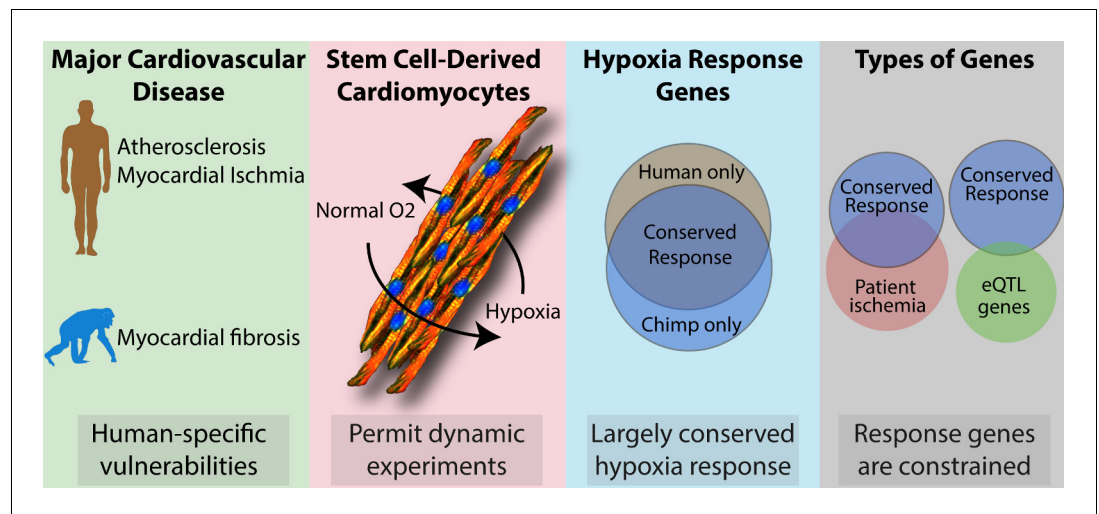 Major Cardiovascular
Disease
Atherosclerosis
Myocardial Ischmia
Myocardial fibrosis
Human-specific
vulnerabilities
Stem Cell-Derived
Cardiomyocytes
Normal O2
Hypoxia
Permit dynamic
experiments
Hypoxia Response
Genes
Human only
Conserved
Response
Chimp only
Largely conserved
hypoxia response
Types of Genes
Conserved
Response
Patient
ischemia
Conserved
Response
eQTL
genes
Response genes
are constrained